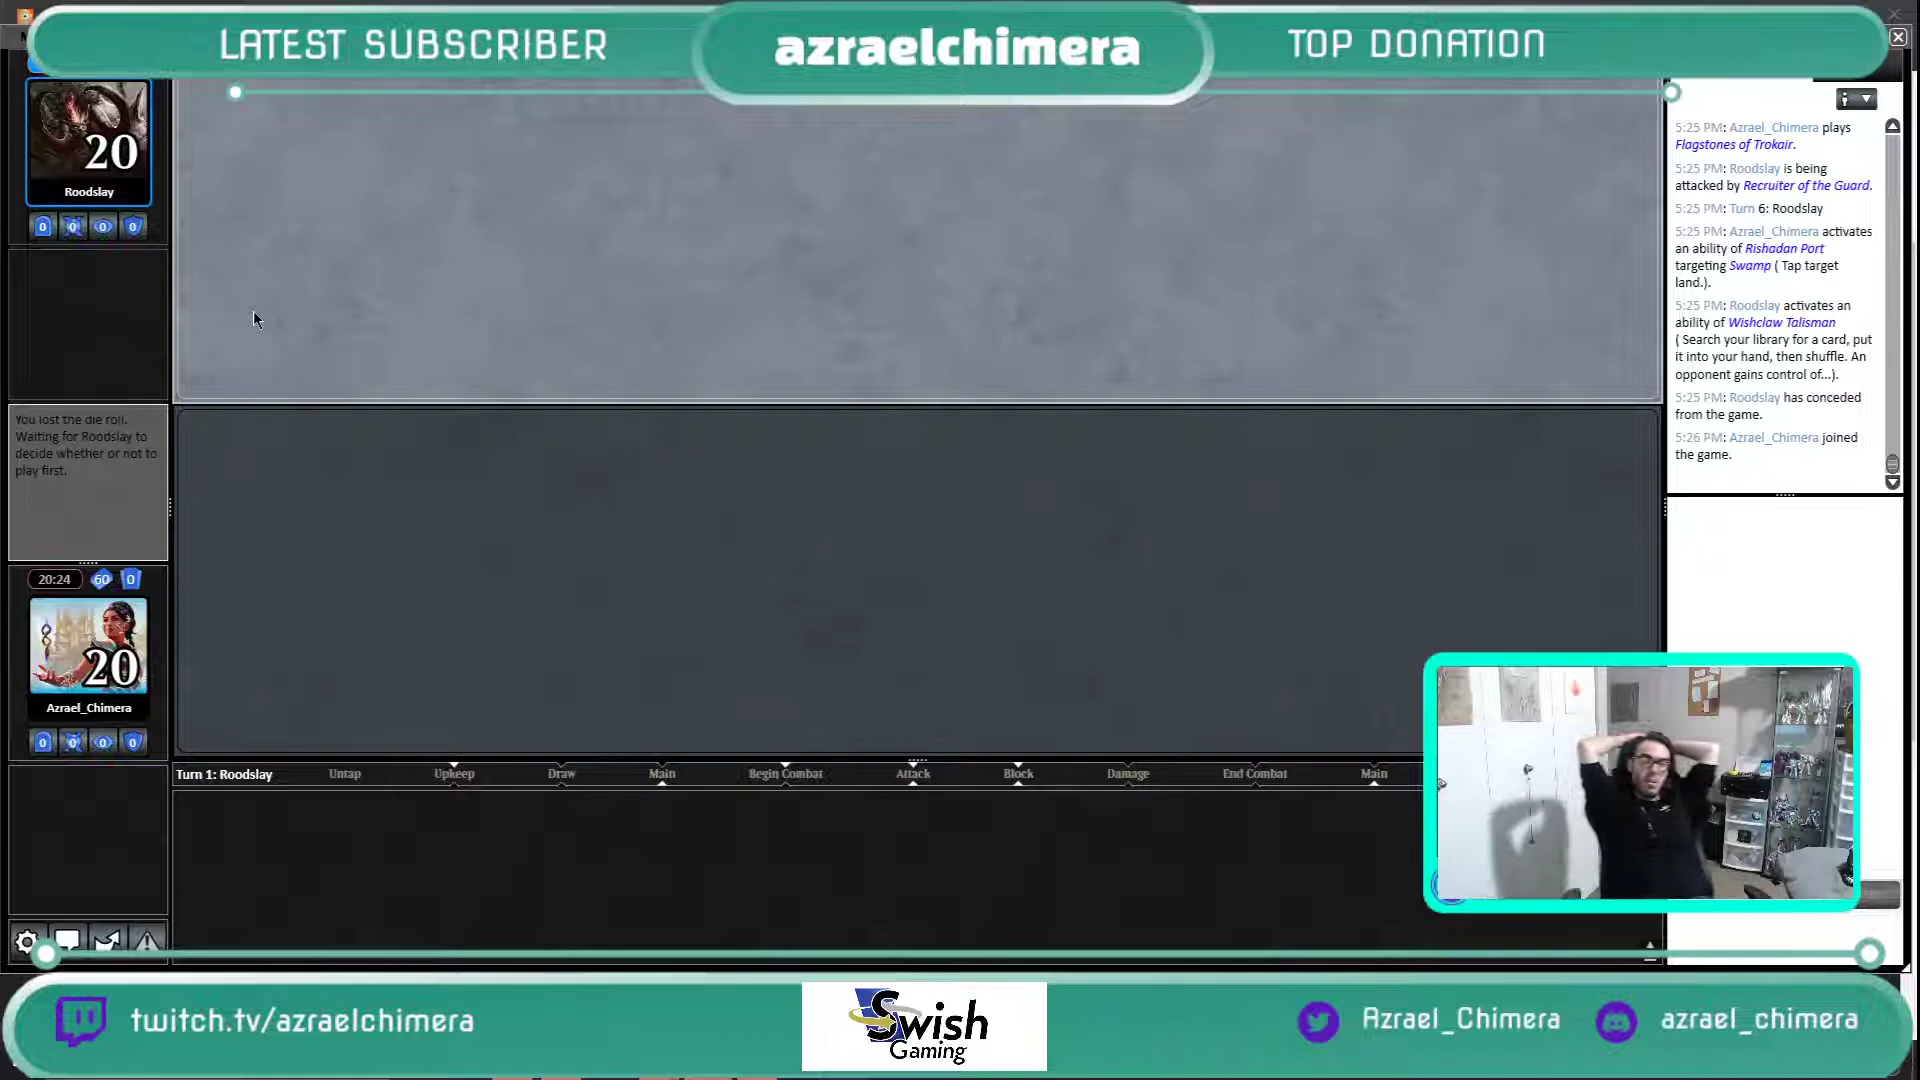 LATEST SUBSCRIBER
azraelchimera
TOP DONATION
20
Roodslay
0 0 0 0
You lost the die roll.
Waiting for Roodslay to
decide whether or not to
play first.
20:24 60 0
20
Azrael_Chimera
0 0 0 0
5:25 PM: Azrael_Chimera plays
Flagstones of Trokair.
5:25 PM: Roodslay is being
attacked by Recruiter of the Guard.
5:25 PM: Turn 6: Roodslay
5:25 PM: Azrael_Chimera activates
an ability of Rishadan Port
targeting Swamp ( Tap target
land.).
5:25 PM: Roodslay activates an
ability of Wishclaw Talisman
( Search your library for a card, put
it into your hand, then shuffle. An
opponent gains control of...).
5:25 PM: Roodslay has conceded
from the game.
5:26 PM: Azrael_Chimera joined
the game.
Turn 1: Roodslay Untap Upkeep Draw Main Begin Combat Attack Block Damage End Combat Main
twitch.tv/azraelchimera
Swish
Gaming
Azrael_Chimera
azrael_chimera